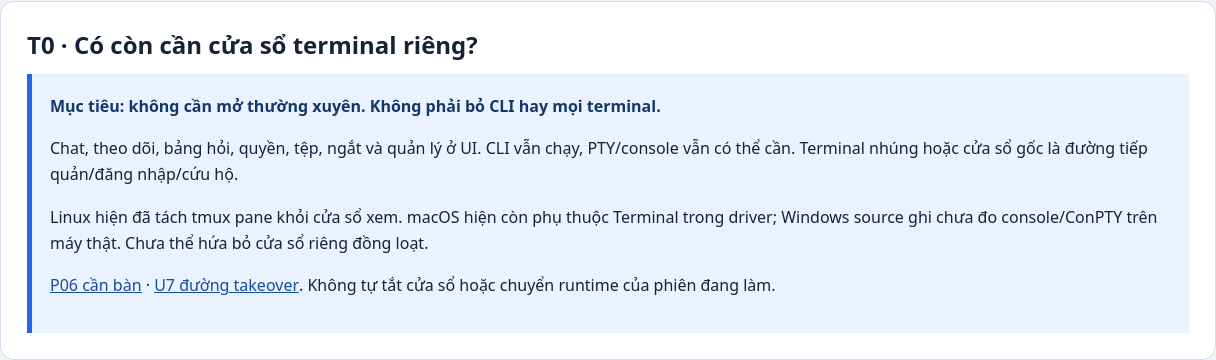 T0 · Có còn cần cửa sổ terminal riêng?
Mục tiêu: không cần mở thường xuyên. Không phải bỏ CLI hay mọi terminal.
Chat, theo dõi, bảng hỏi, quyền, tệp, ngắt và quản lý ở UI. CLI vẫn chạy, PTY/console vẫn có thể cần. Terminal nhúng hoặc cửa sổ gốc là đường tiếp
quản/đăng nhập/cứu hộ.
Linux hiện đã tách tmux pane khỏi cửa sổ xem. macOS hiện còn phụ thuộc Terminal trong driver; Windows source ghi chưa đo console/ConPTY trên
máy thật. Chưa thể hứa bỏ cửa sổ riêng đồng loạt.
P06 cần bàn · U7 đường takeover. Không tự tắt cửa sổ hoặc chuyển runtime của phiên đang làm.